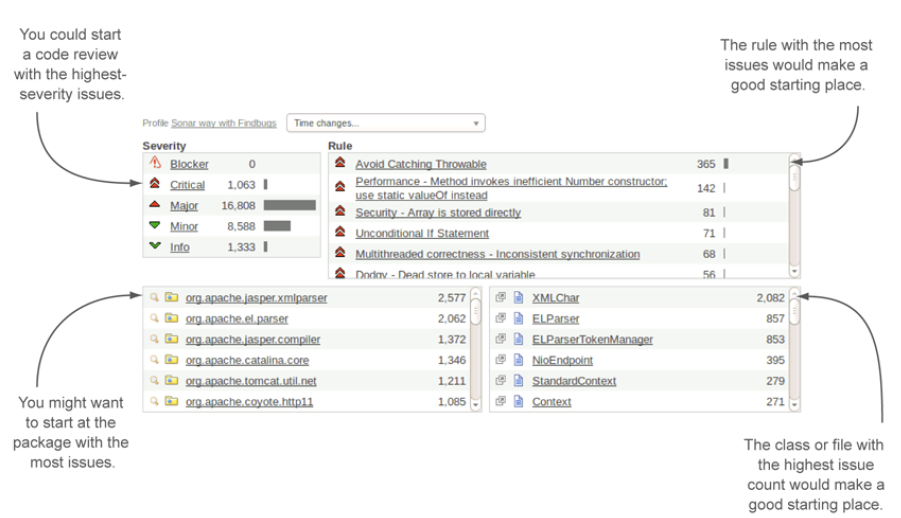 You could start
a code review
with the highest-
severity issues.
The rule with the most
issues would make a
good starting place.
Profile Sonar way with Findbugs
Time changes...
Severity
Blocker 0
Critical 1,063
Major 16,808
Minor 8,588
Info 1,333
Rule
Avoid Catching Throwable 365
Performance - Method invokes inefficient Number constructor;
use static valueOf instead 142
Security - Array is stored directly 81
Unconditional If Statement 71
Multithreaded correctness - Inconsistent synchronization 68
Dodgy - Dead store to local variable 56
org.apache.jasper.xmlparser 2,577
org.apache.el.parser 2,062
org.apache.jasper.compiler 1,372
org.apache.catalina.core 1,346
org.apache.tomcat.util.net 1,211
org.apache.coyote.http11 1,085
XMLChar 2,082
ELParser 857
ELParserTokenManager 853
NioEndpoint 395
StandardContext 279
Context 271
You might want
to start at the
package with the
most issues.
The class or file with
the highest issue
count would make a
good starting place.